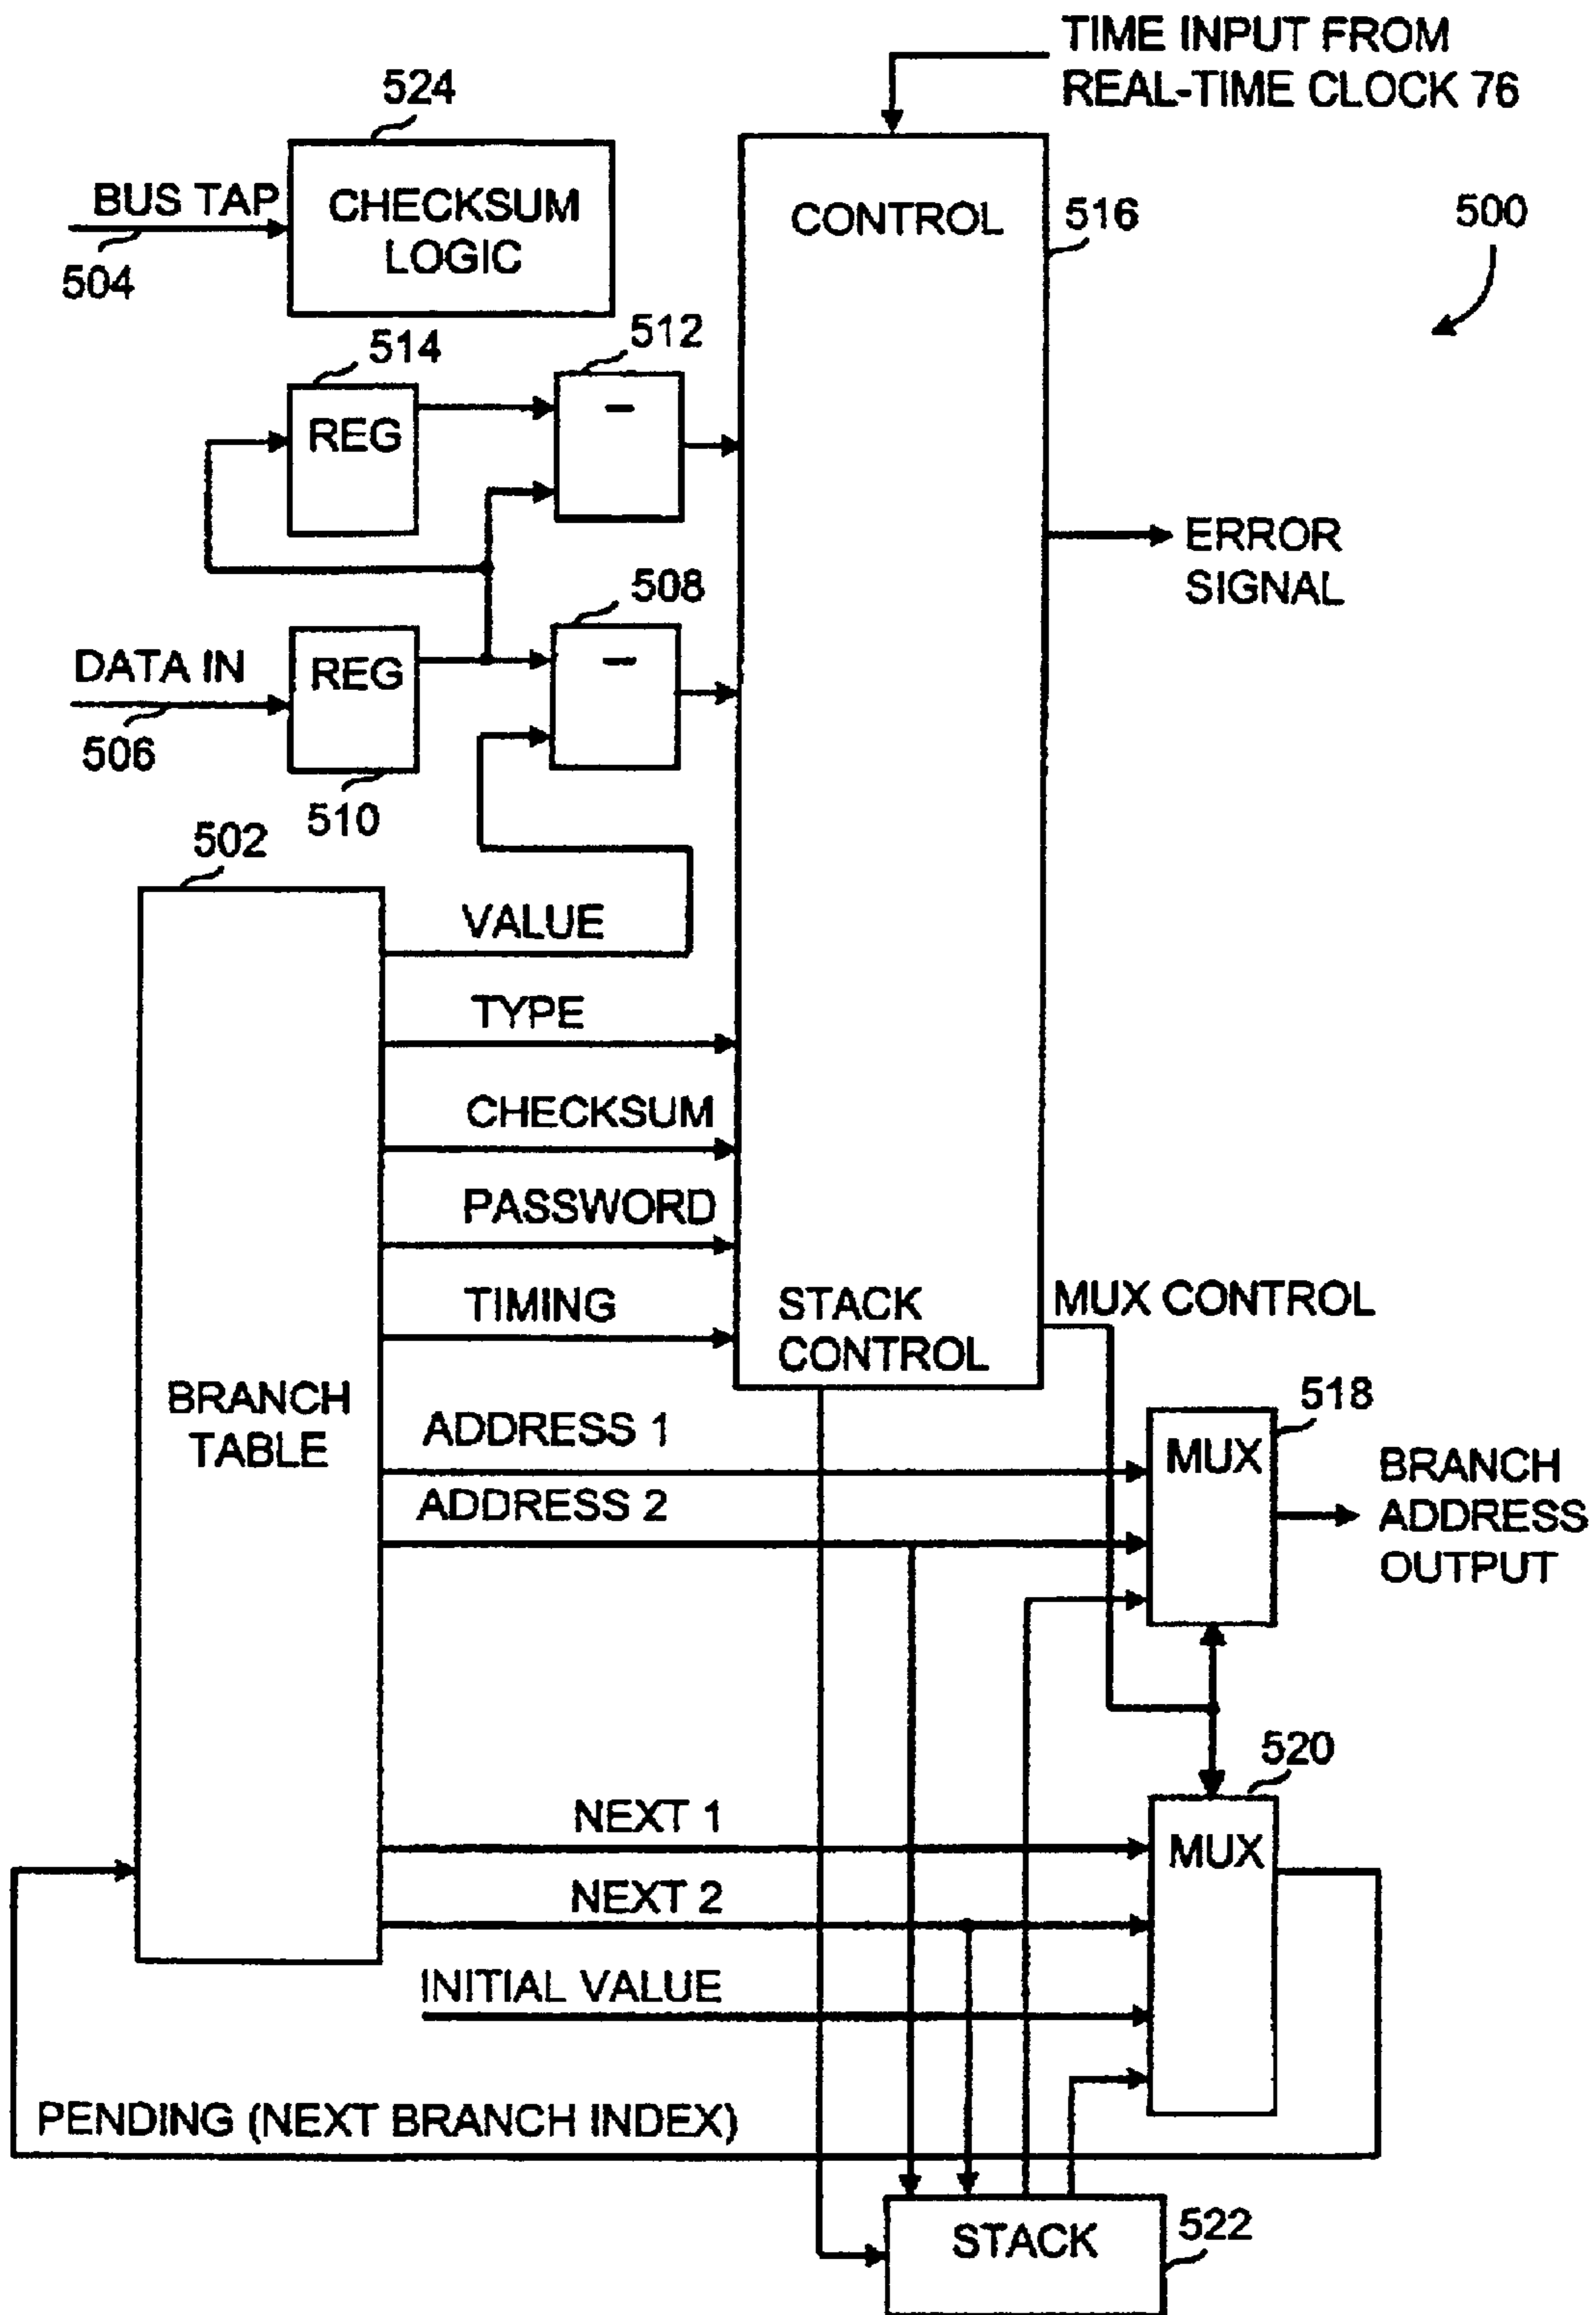 TIME INPUT FROM
REAL-TIME CLOCK 76
524
BUS TAP
504
CHECKSUM
LOGIC
CONTROL
516
500
514
REG
512
–
ERROR
SIGNAL
508
–
DATA IN
506
REG
510
502
VALUE
TYPE
CHECKSUM
PASSWORD
TIMING
STACK
CONTROL
MUX CONTROL
BRANCH
TABLE
ADDRESS 1
ADDRESS 2
518
MUX
BRANCH
ADDRESS
OUTPUT
520
NEXT 1
MUX
NEXT 2
INITIAL VALUE
PENDING (NEXT BRANCH INDEX)
STACK
522